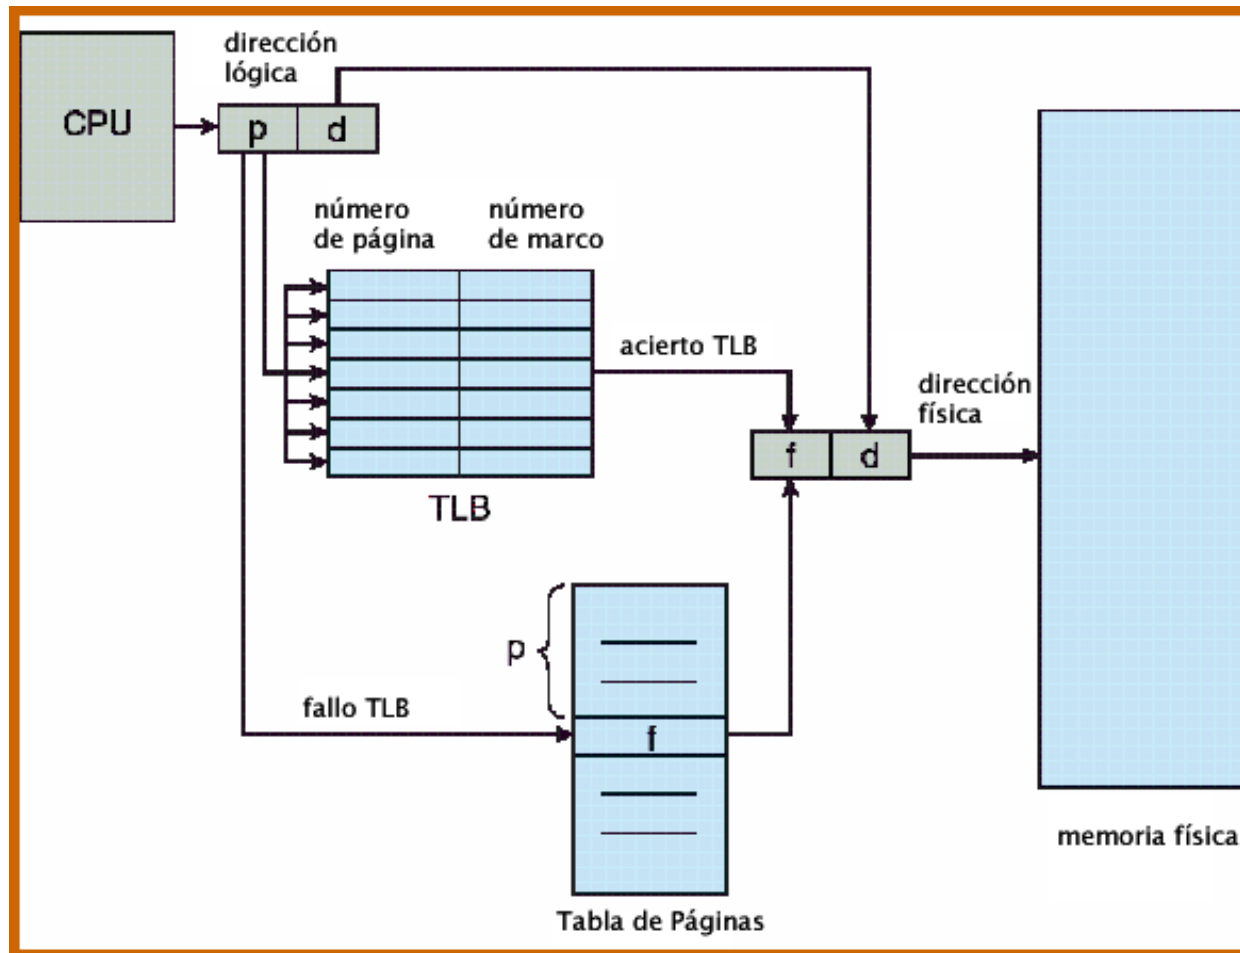 dirección
lógica
CPU
p
d
número
de página
número
de marco
acierto TLB
dirección
física
f
d
TLB
p
fallo TLB
f
memoria física
Tabla de Páginas